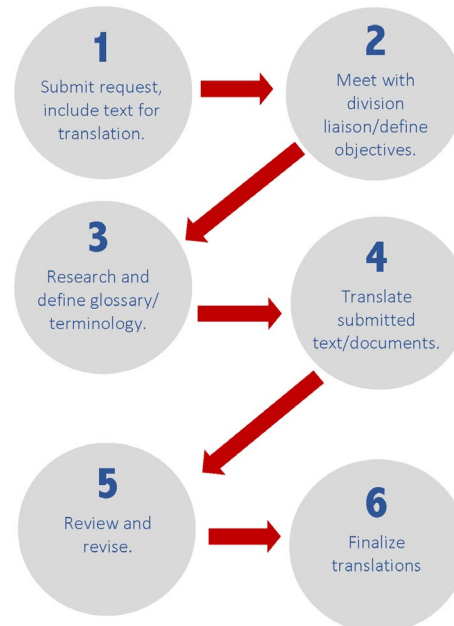 1
Submit request,
include text for
translation.
2
Meet with
division
liaison/define
objectives.
3
Research and
define glossary/
terminology.
4
Translate
submitted
text/documents.
5
Review and
revise.
6
Finalize
translations